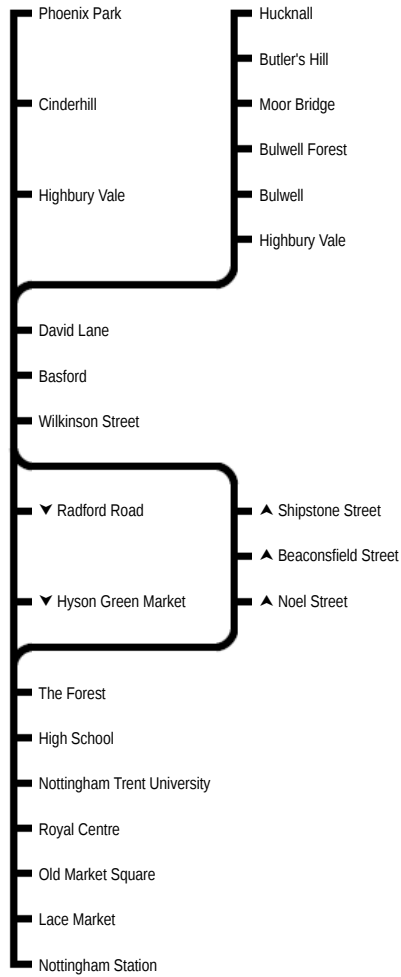 Phoenix Park
Hucknall
Butler's Hill
Cinderhill
Moor Bridge
Bulwell Forest
Highbury Vale
Bulwell
Highbury Vale
David Lane
Basford
Wilkinson Street
Radford Road
Shipstone Street
Beaconsfield Street
Hyson Green Market
Noel Street
The Forest
High School
Nottingham Trent University
Royal Centre
Old Market Square
Lace Market
Nottingham Station